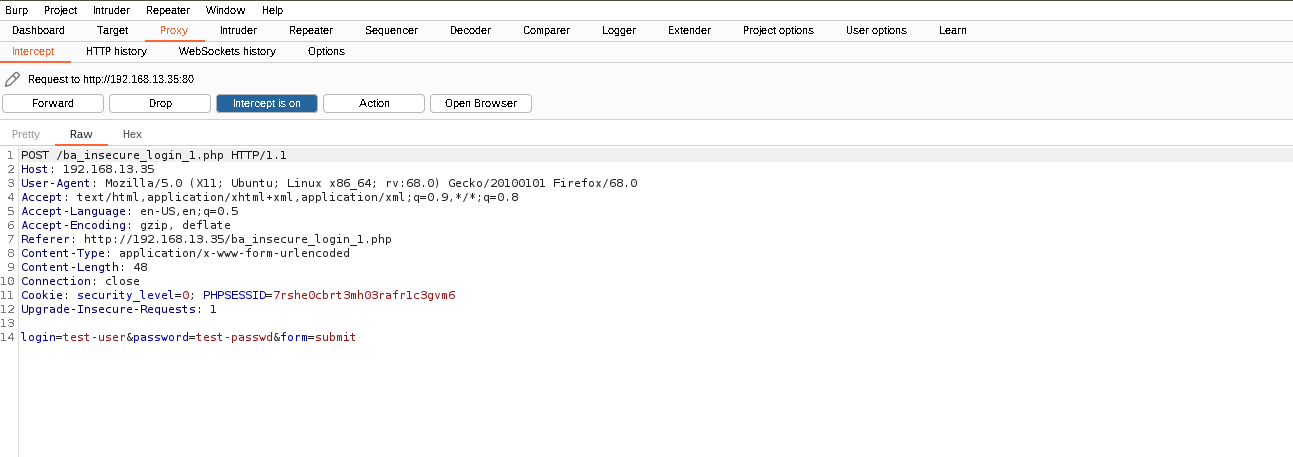 Burp Project Intruder Repeater Window Help
Dashboard Target Proxy Intruder Repeater Sequencer Decoder Comparer Logger Extender Project options User options Learn
Intercept HTTP history WebSockets history Options
Request to http://192.168.13.35:80
Forward Drop Intercept is on Action Open Browser
Pretty Raw Hex
1 POST /ba_insecure_login_1.php HTTP/1.1
2 Host: 192.168.13.35
3 User-Agent: Mozilla/5.0 (X11; Ubuntu; Linux x86_64; rv:68.0) Gecko/20100101 Firefox/68.0
4 Accept: text/html,application/xhtml+xml,application/xml;q=0.9,*/*;q=0.8
5 Accept-Language: en-US,en;q=0.5
6 Accept-Encoding: gzip, deflate
7 Referer: http://192.168.13.35/ba_insecure_login_1.php
8 Content-Type: application/x-www-form-urlencoded
9 Content-Length: 48
10 Connection: close
11 Cookie: security_level=0; PHPSESSID=7rshe0cbrt3mh03rafr1c3gvm6
12 Upgrade-Insecure-Requests: 1
13
14 login=test-user&password=test-passwd&form=submit